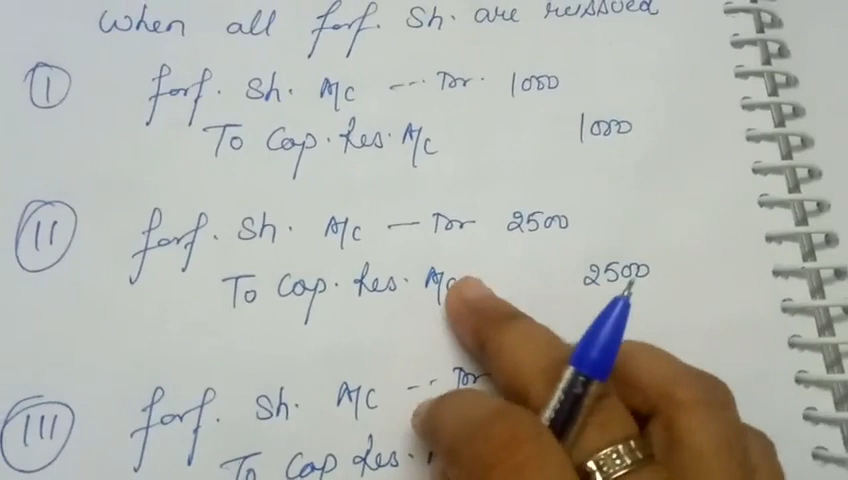 When all forf. Sh. are reissued
I forf. Sh. A/c --- Dr. 1000
To Cap. Res. A/c 1000
II forf. Sh. A/c — Dr 2500
To Cap. Res. A/c 2500
III forf. Sh. A/c --- Dr
To Cap Res.